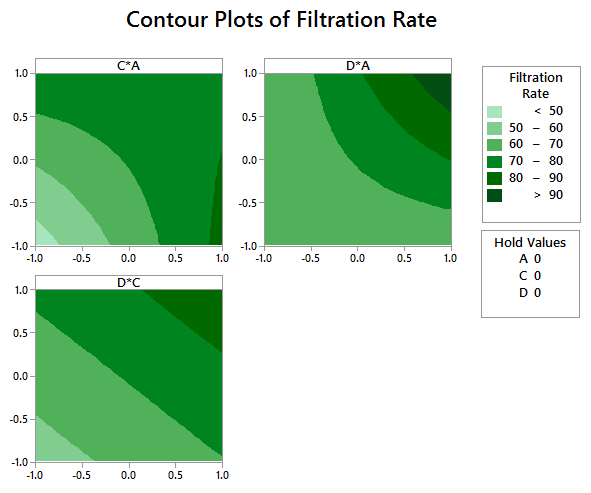 Contour Plots of Filtration Rate
C*A
1.0
0.5
0.0
-0.5
-1.0
-1.0 -0.5 0.0 0.5 1.0
D*A
1.0
0.5
0.0
-0.5
-1.0
-1.0 -0.5 0.0 0.5 1.0
Filtration
Rate
< 50
50 – 60
60 – 70
70 – 80
80 – 90
> 90
Hold Values
A 0
C 0
D 0
D*C
1.0
0.5
0.0
-0.5
-1.0
-1.0 -0.5 0.0 0.5 1.0